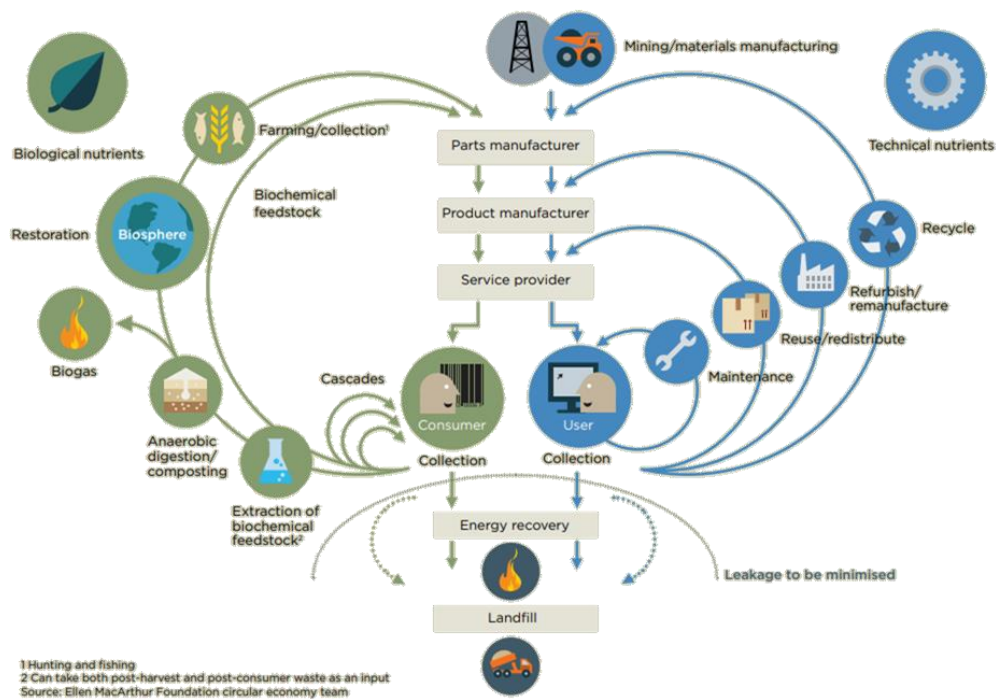 Mining/materials manufacturing
Biological nutrients
Farming/collection¹
Technical nutrients
Parts manufacturer
Biochemical
feedstock
Product manufacturer
Restoration
Biosphere
Recycle
Service provider
Refurbish/
remanufacture
Reuse/redistribute
Biogas
Cascades
Maintenance
Consumer
User
Anaerobic
digestion/
composting
Collection
Collection
Extraction of
biochemical
feedstock²
Energy recovery
Leakage to be minimised
Landfill
1 Hunting and fishing
2 Can take both post-harvest and post-consumer waste as an input
Source: Ellen MacArthur Foundation circular economy team